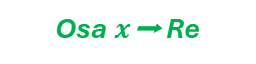 Osa x → Re